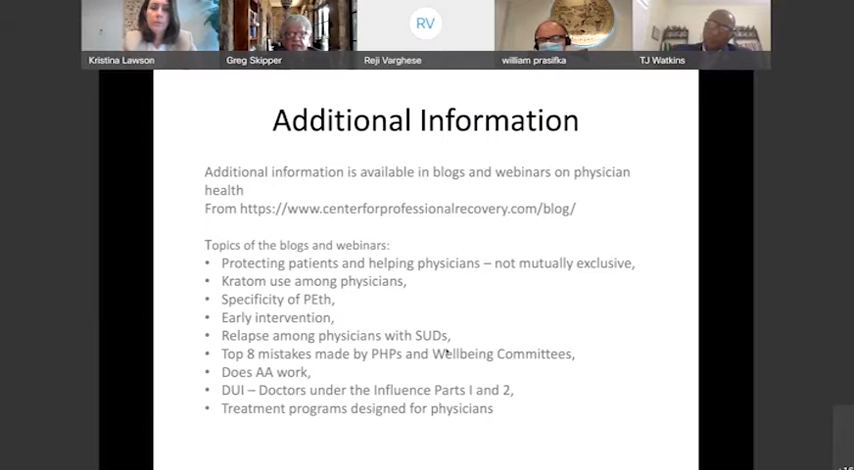 RV
Kristina Lawson
Greg Skipper
Reji Varghese
william prasifka
TJ Watkins
Additional Information
Additional information is available in blogs and webinars on physician
health
From https://www.centerforprofessionalrecovery.com/blog/
Topics of the blogs and webinars:
• Protecting patients and helping physicians – not mutually exclusive,
• Kratom use among physicians,
• Specificity of PEth,
• Early intervention,
• Relapse among physicians with SUDs,
• Top 8 mistakes made by PHPs and Wellbeing Committees,
• Does AA work,
• DUI – Doctors under the Influence Parts I and 2,
• Treatment programs designed for physicians